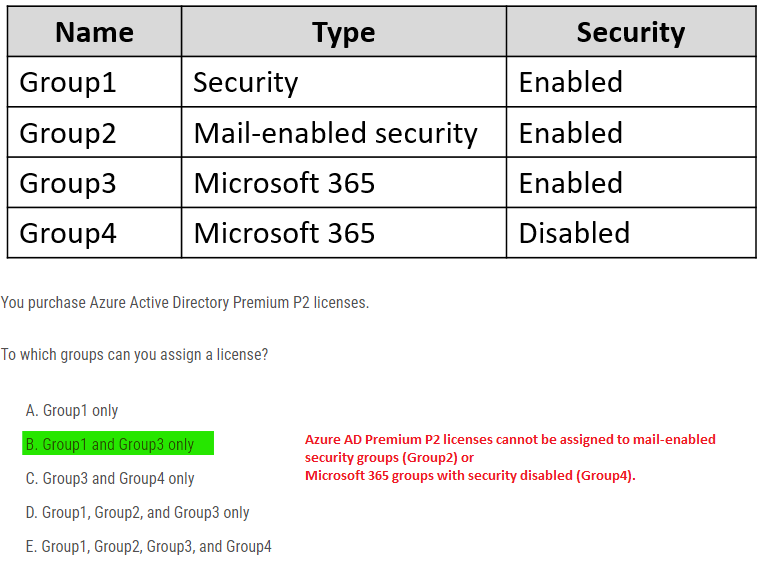 Name Type Security
Group1 Security Enabled
Group2 Mail-enabled security Enabled
Group3 Microsoft 365 Enabled
Group4 Microsoft 365 Disabled
You purchase Azure Active Directory Premium P2 licenses.
To which groups can you assign a license?
A. Group1 only
B. Group1 and Group3 only
C. Group3 and Group4 only
D. Group1, Group2, and Group3 only
E. Group1, Group2, Group3, and Group4
Azure AD Premium P2 licenses cannot be assigned to mail-enabled
security groups (Group2) or
Microsoft 365 groups with security disabled (Group4).